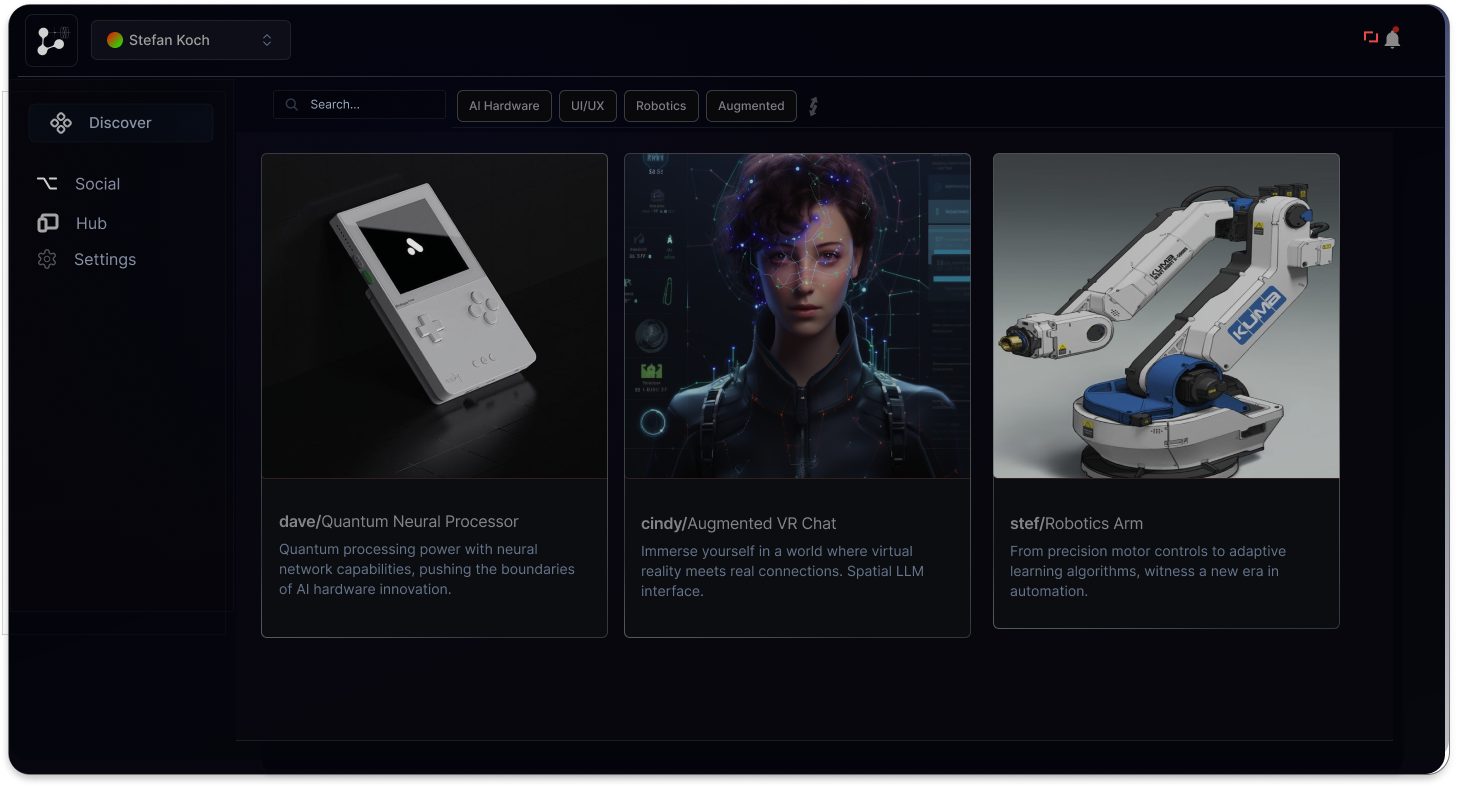 Stefan Koch
Search...
AI Hardware
UI/UX
Robotics
Augmented
Discover
Social
Hub
Settings
KUMA
KUMA
dave/Quantum Neural Processor
Quantum processing power with neural
network capabilities, pushing the boundaries
of AI hardware innovation.
cindy/Augmented VR Chat
Immerse yourself in a world where virtual
reality meets real connections. Spatial LLM
interface.
stef/Robotics Arm
From precision motor controls to adaptive
learning algorithms, witness a new era in
automation.